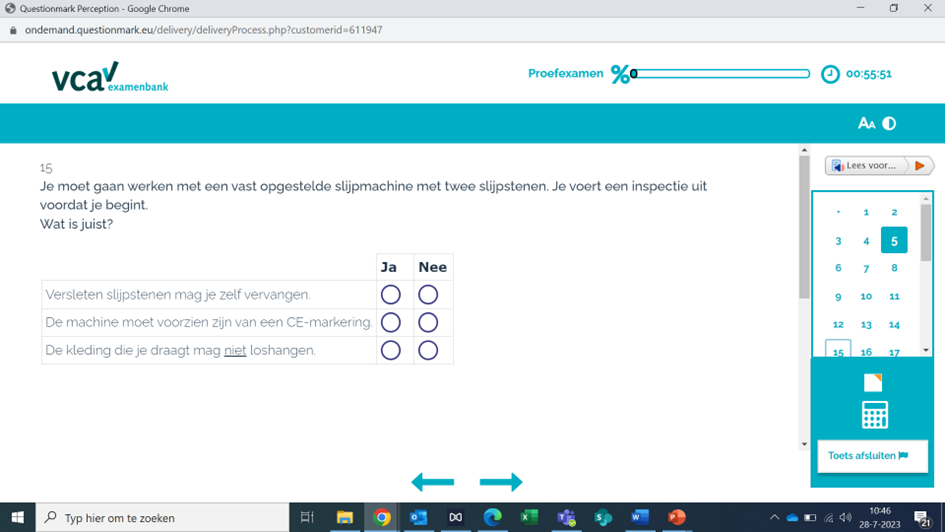 Questionmark Perception - Google Chrome
ondemand.questionmark.eu/delivery/deliveryProcess.php?customerid=611947
vca examenbank
Proefexamen % 00:55:51
AA
Lees voor...
15
Je moet gaan werken met een vast opgestelde slijpmachine met twee slijpstenen. Je voert een inspectie uit
voordat je begint.
Wat is juist?
Ja Nee
Versleten slijpstenen mag je zelf vervangen.
De machine moet voorzien zijn van een CE-markering.
De kleding die je draagt mag niet loshangen.
· 1 2
3 4 5
6 7 8
9 10 11
12 13 14
15 16 17
Toets afsluiten
Typ hier om te zoeken
10:46
28-7-2023
21